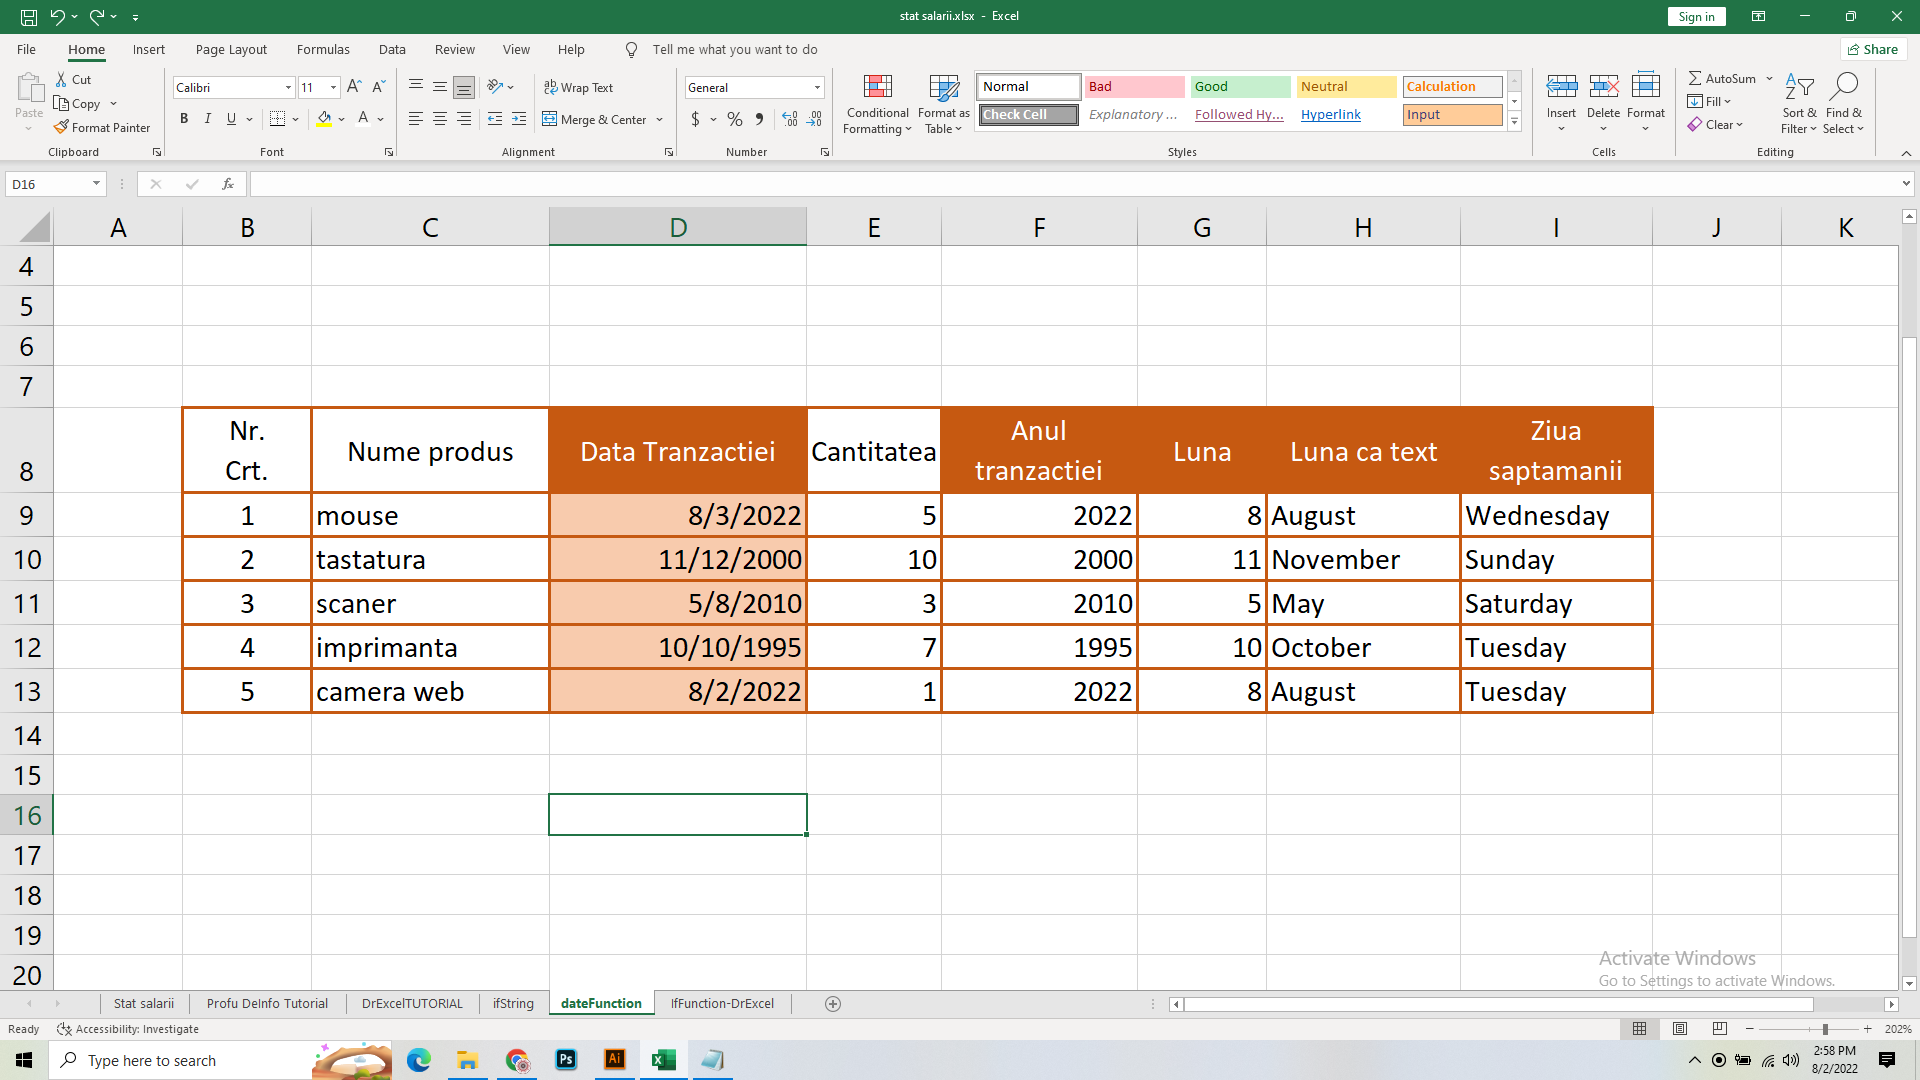 stat salarii.xlsx - Excel
Sign in
File Home Insert Page Layout Formulas Data Review View Help Tell me what you want to do Share
Paste
Cut
Copy
Format Painter
Clipboard
Calibri 11
B I U
Font
Wrap Text
Merge & Center
Alignment
General
$ % 9
Number
Conditional Formatting
Format as Table
Normal Bad Good Neutral Calculation
Check Cell Explanatory ... Followed Hy... Hyperlink Input
Styles
Insert Delete Format
Cells
AutoSum
Fill
Clear
Sort & Filter
Find & Select
Editing
D16 fx
A B C D E F G H I J K
4
5
6
7
8 Nr. Crt. Nume produs Data Tranzactiei Cantitatea Anul tranzactiei Luna Luna ca text Ziua saptamanii
9 1 mouse 8/3/2022 5 2022 8 August Wednesday
10 2 tastatura 11/12/2000 10 2000 11 November Sunday
11 3 scaner 5/8/2010 3 2010 5 May Saturday
12 4 imprimanta 10/10/1995 7 1995 10 October Tuesday
13 5 camera web 8/2/2022 1 2022 8 August Tuesday
14
15
16
17
18
19
20
Activate Windows
Go to Settings to activate Windows.
Stat salarii Profu DeInfo Tutorial DrExcelTUTORIAL ifString dateFunction IfFunction-DrExcel
Ready Accessibility: Investigate 202%
Type here to search
Ps Ai
2:58 PM
8/2/2022